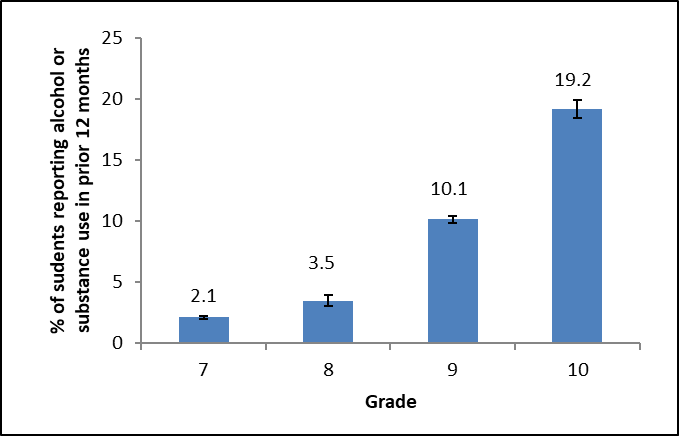 % of sudents reporting alcohol or
substance use in prior 12 months
25
20
15
10
5
0
2.1
3.5
10.1
19.2
7 8 9 10
Grade